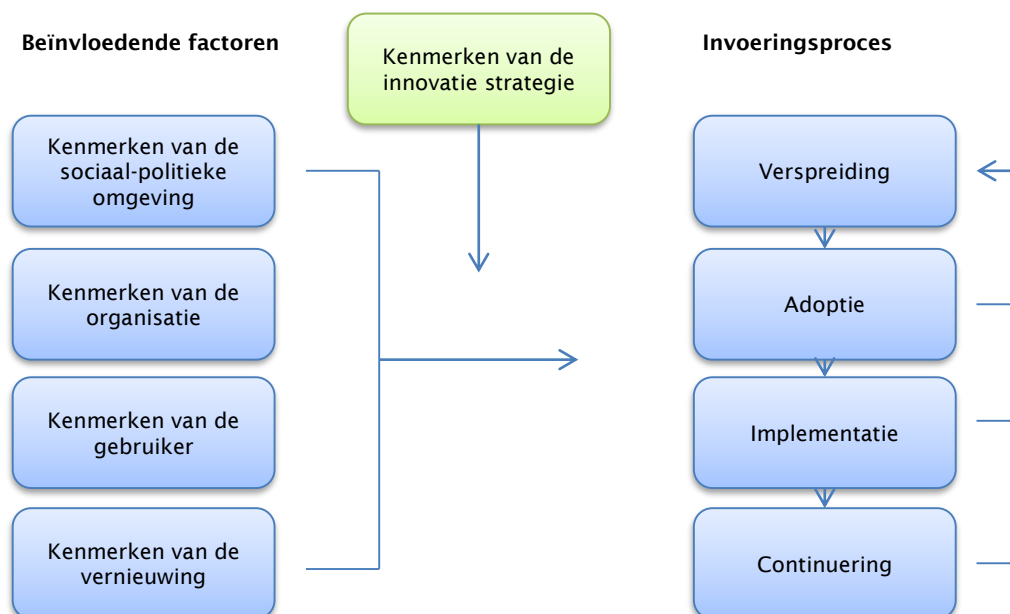 Beïnvloedende factoren
Kenmerken van de
innovatie strategie
Invoeringsproces
Kenmerken van de
sociaal-politieke
omgeving
Kenmerken van de
organisatie
Kenmerken van de
gebruiker
Kenmerken van de
vernieuwing
Verspreiding
Adoptie
Implementatie
Continuering